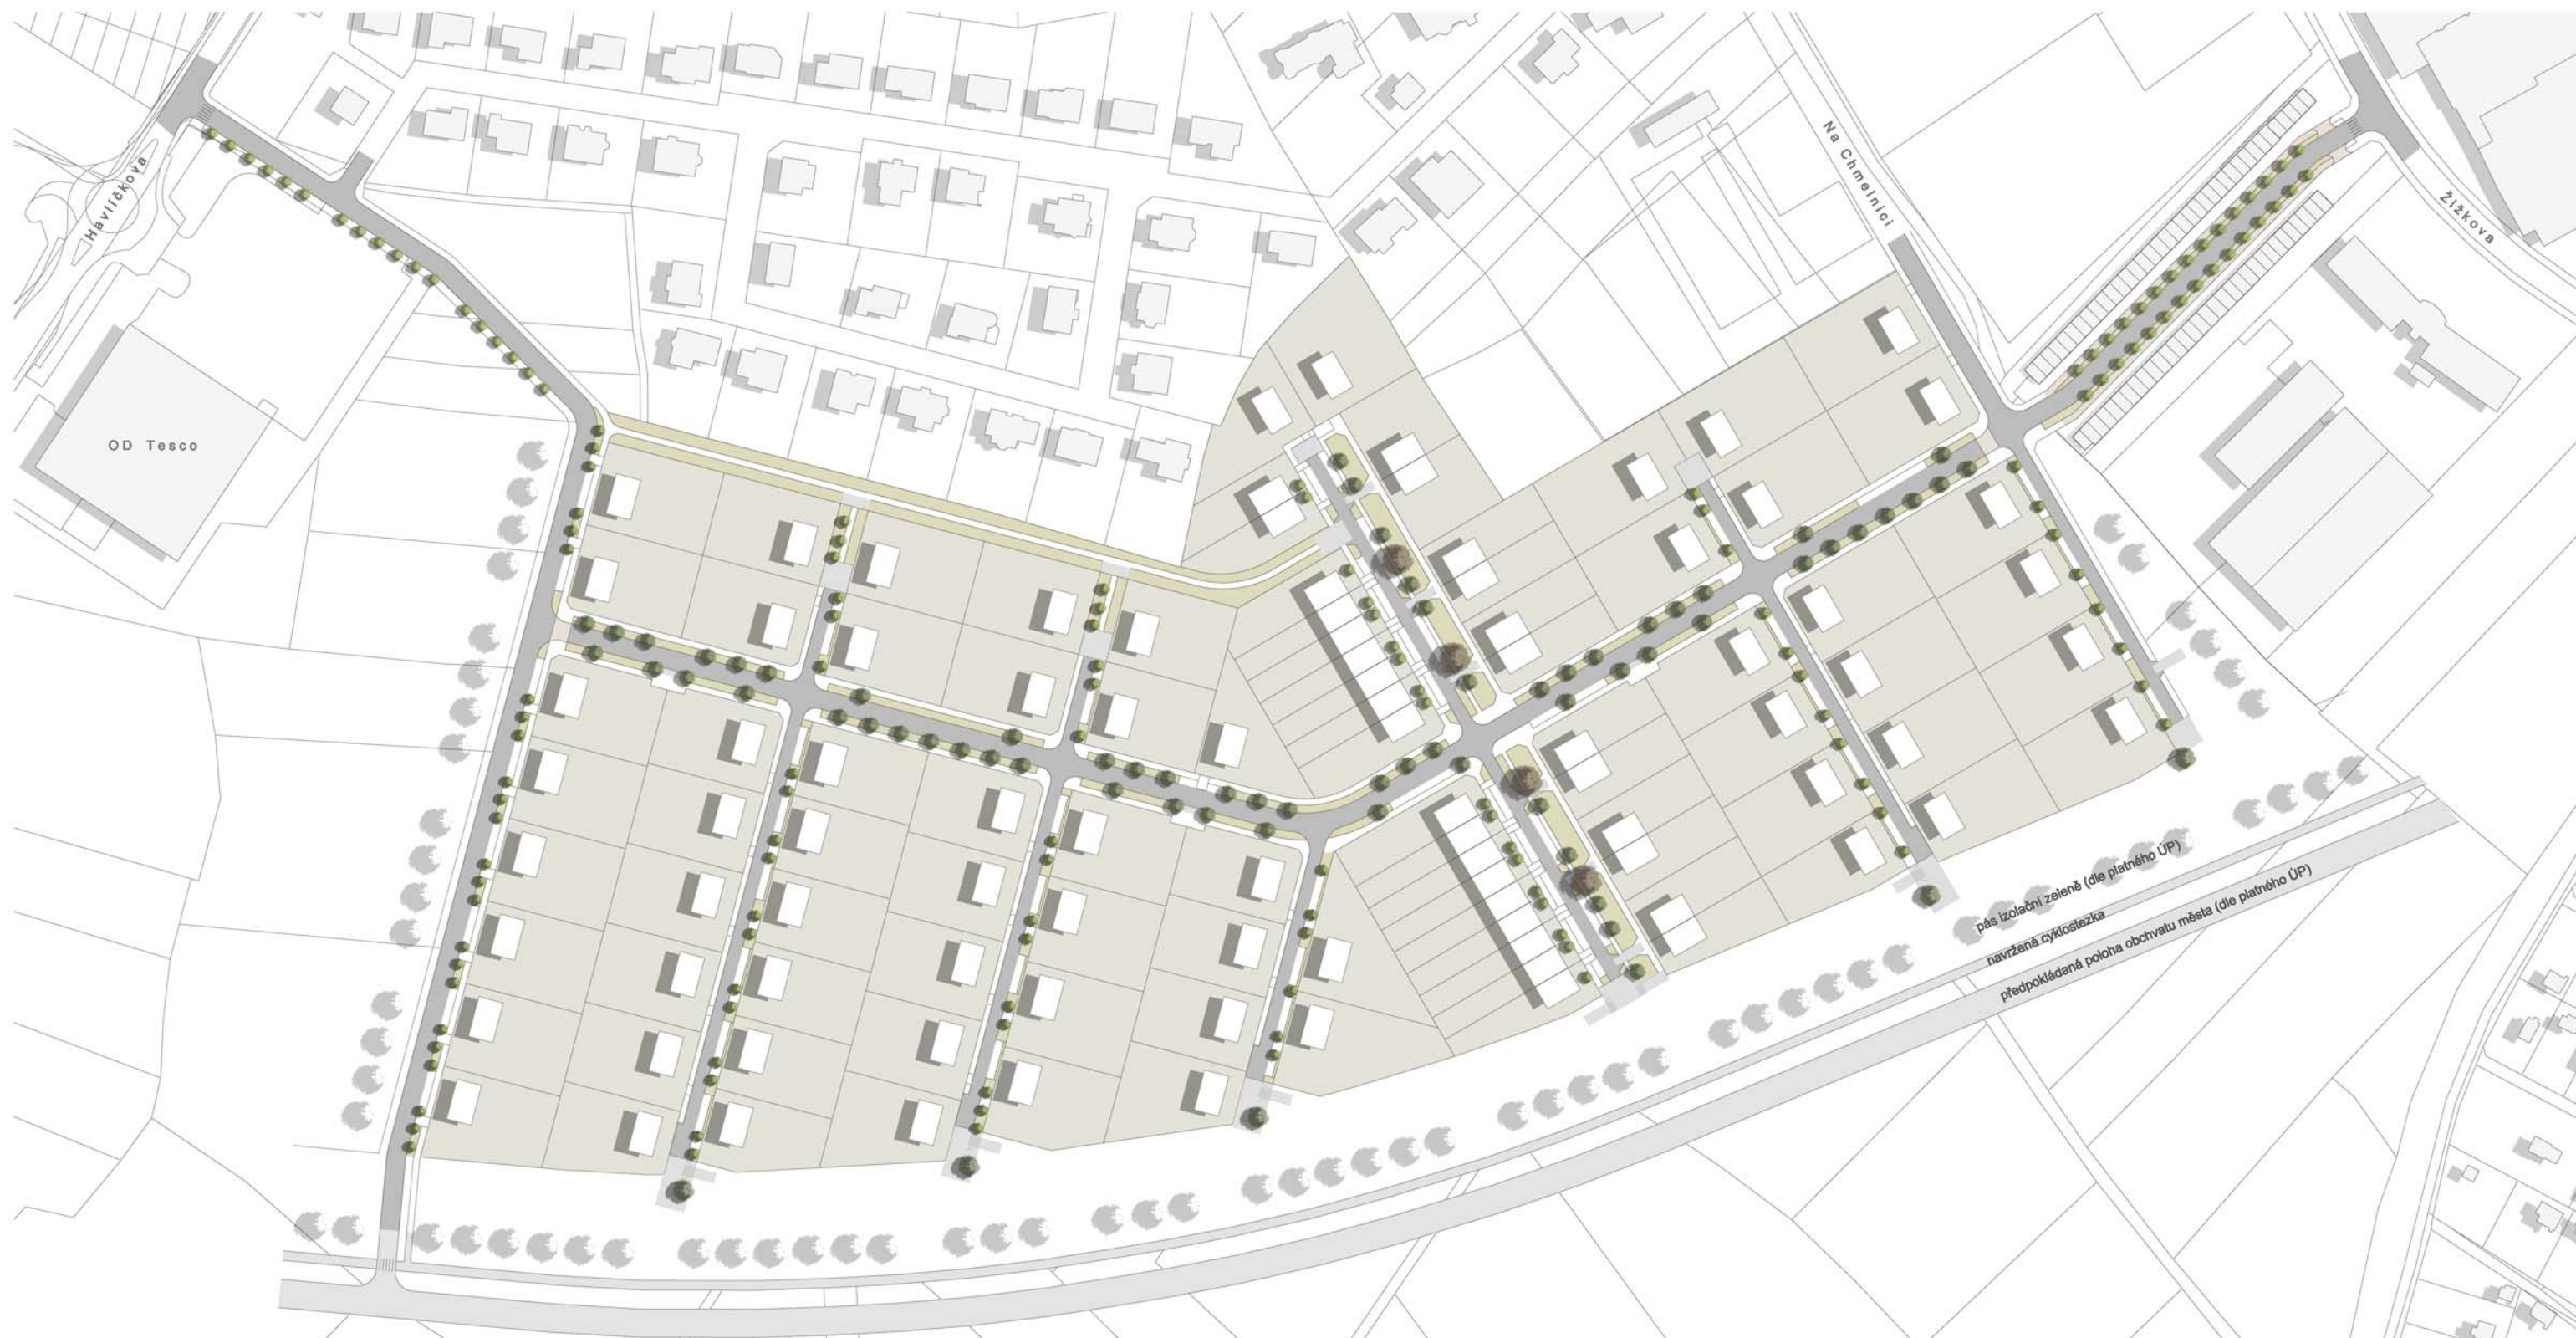 Havlíčkova
Na Chmelnici
Žižkova
OD Tesco
pás izolační zeleně (dle platného ÚP)
navržená cyklostezka
předpokládaná poloha obchvatu města (dle platného ÚP)